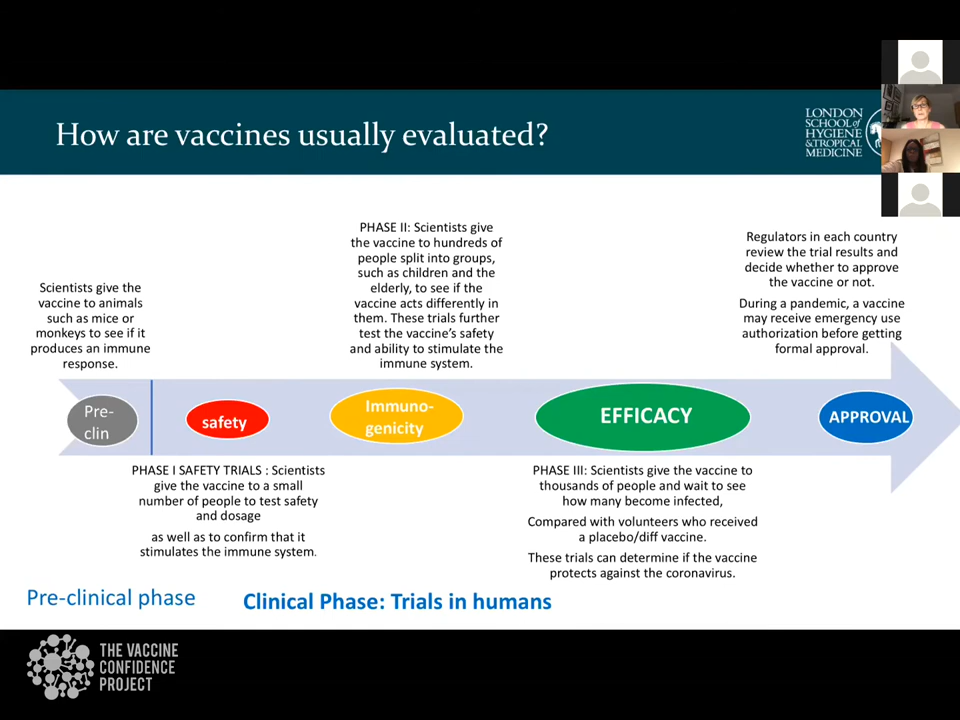 How are vaccines usually evaluated?
LONDON
SCHOOL of
HYGIENE
& TROPICAL
MEDICINE
Scientists give the
vaccine to animals
such as mice or
monkeys to see if it
produces an immune
response.
PHASE II: Scientists give
the vaccine to hundreds of
people split into groups,
such as children and the
elderly, to see if the
vaccine acts differently in
them. These trials further
test the vaccine's safety
and ability to stimulate the
immune system.
Regulators in each country
review the trial results and
decide whether to approve
the vaccine or not.
During a pandemic, a vaccine
may receive emergency use
authorization before getting
formal approval.
Pre-
clin
safety
Immuno-
genicity
EFFICACY
APPROVAL
PHASE I SAFETY TRIALS : Scientists
give the vaccine to a small
number of people to test safety
and dosage
as well as to confirm that it
stimulates the immune system.
PHASE III: Scientists give the vaccine to
thousands of people and wait to see
how many become infected,
Compared with volunteers who received
a placebo/diff vaccine.
These trials can determine if the vaccine
protects against the coronavirus.
Pre-clinical phase
Clinical Phase: Trials in humans
THE VACCINE
CONFIDENCE
PROJECT